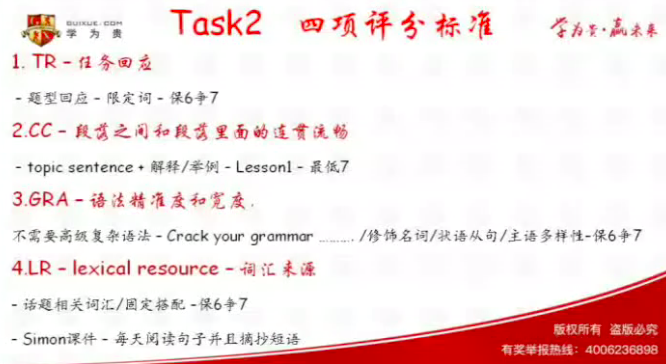 GUIXUE.COM
学为贵
Task2 四项评分标准
学为贵·赢未来
1. TR - 任务回应
- 题型回应 - 限定词 - 保6争7
2.CC - 段落之间和段落里面的连贯流畅
- topic sentence + 解释/举例 - Lesson1 - 最低7
3.GRA - 语法精准度和宽度.
不需要高级复杂语法 - Crack your grammar .......... /修饰名词/状语从句/主语多样性-保6争7
4.LR - lexical resource - 词汇来源
- 话题相关词汇/固定搭配 -保6争7
- Simon课件 - 每天阅读句子并且摘抄短语
版权所有 盗版必究
有奖举报热线：4006236898